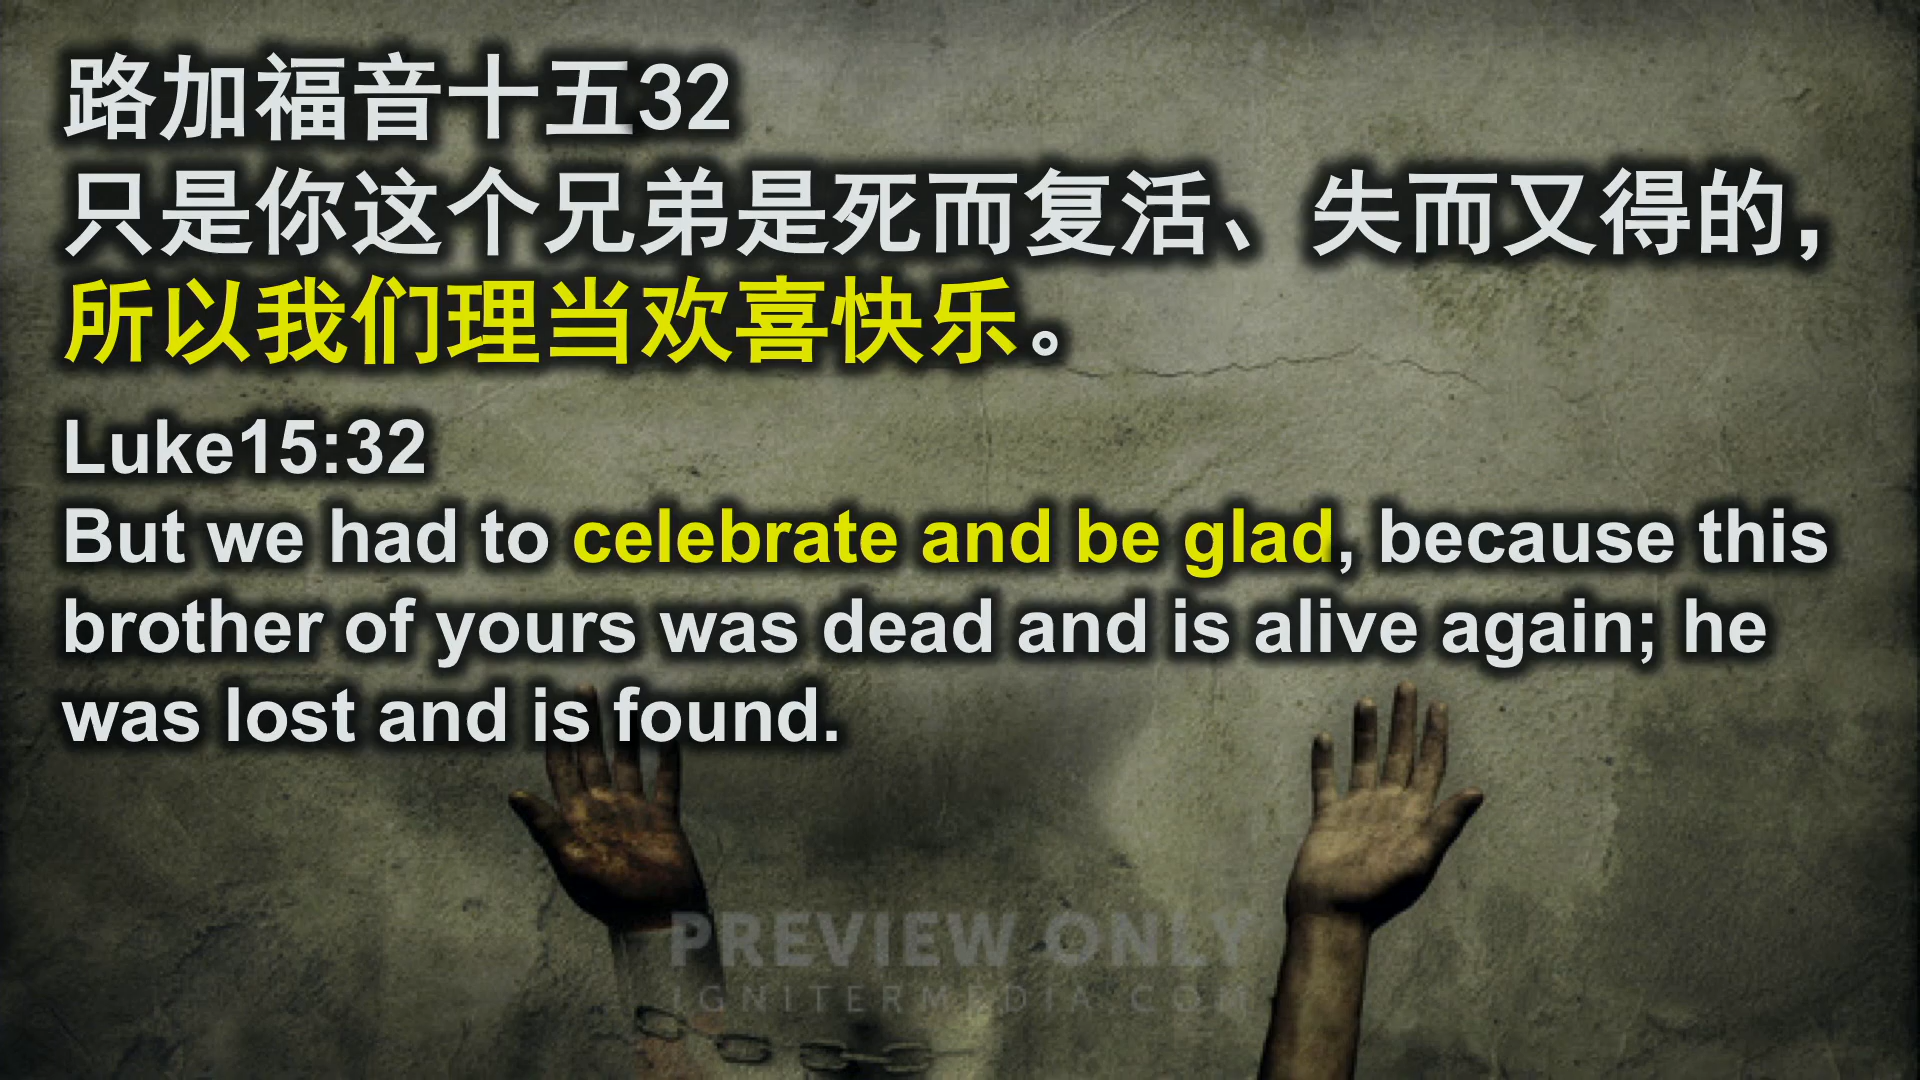 路加福音十五32
只是你这个兄弟是死而复活、失而又得的，
所以我们理当欢喜快乐。
Luke15:32
But we had to celebrate and be glad, because this
brother of yours was dead and is alive again; he
was lost and is found.
PREVIEW ONLY
IGNITERMEDIA.COM